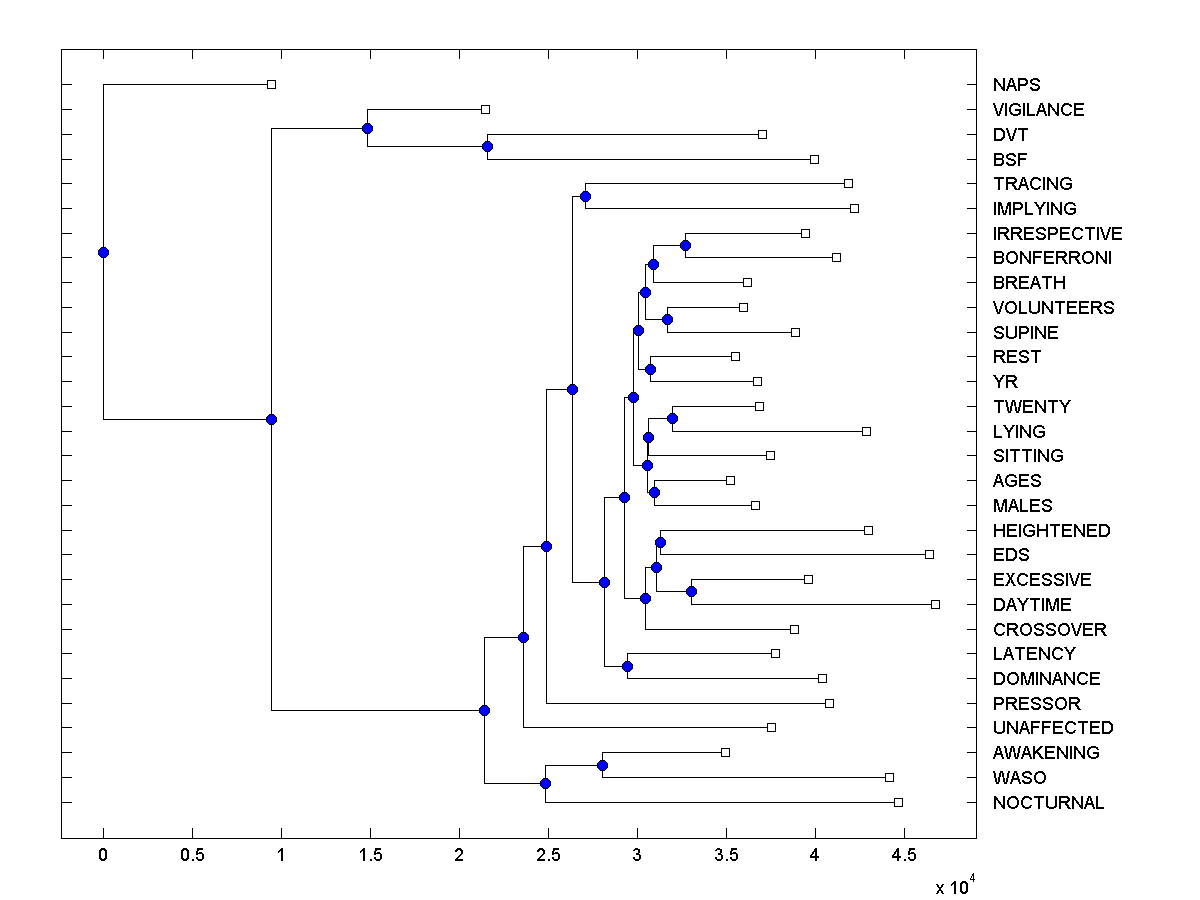 NAPS
VIGILANCE
DVT
BSF
TRACING
IMPLYING
IRRESPECTIVE
BONFERRONI
BREATH
VOLUNTEERS
SUPINE
REST
YR
TWENTY
LYING
SITTING
AGES
MALES
HEIGHTENED
EDS
EXCESSIVE
DAYTIME
CROSSOVER
LATENCY
DOMINANCE
PRESSOR
UNAFFECTED
AWAKENING
WASO
NOCTURNAL
0 0.5 1 1.5 2 2.5 3 3.5 4 4.5
x 10^4